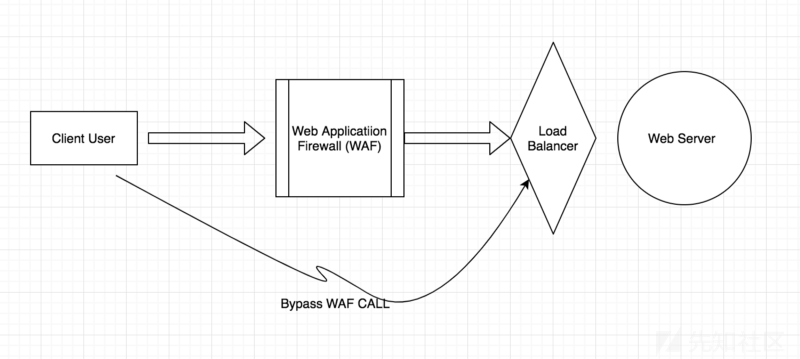 Client User
Web Applicatiion
Firewall (WAF)
Load
Balancer
Web Server
Bypass WAF CALL
先知社区